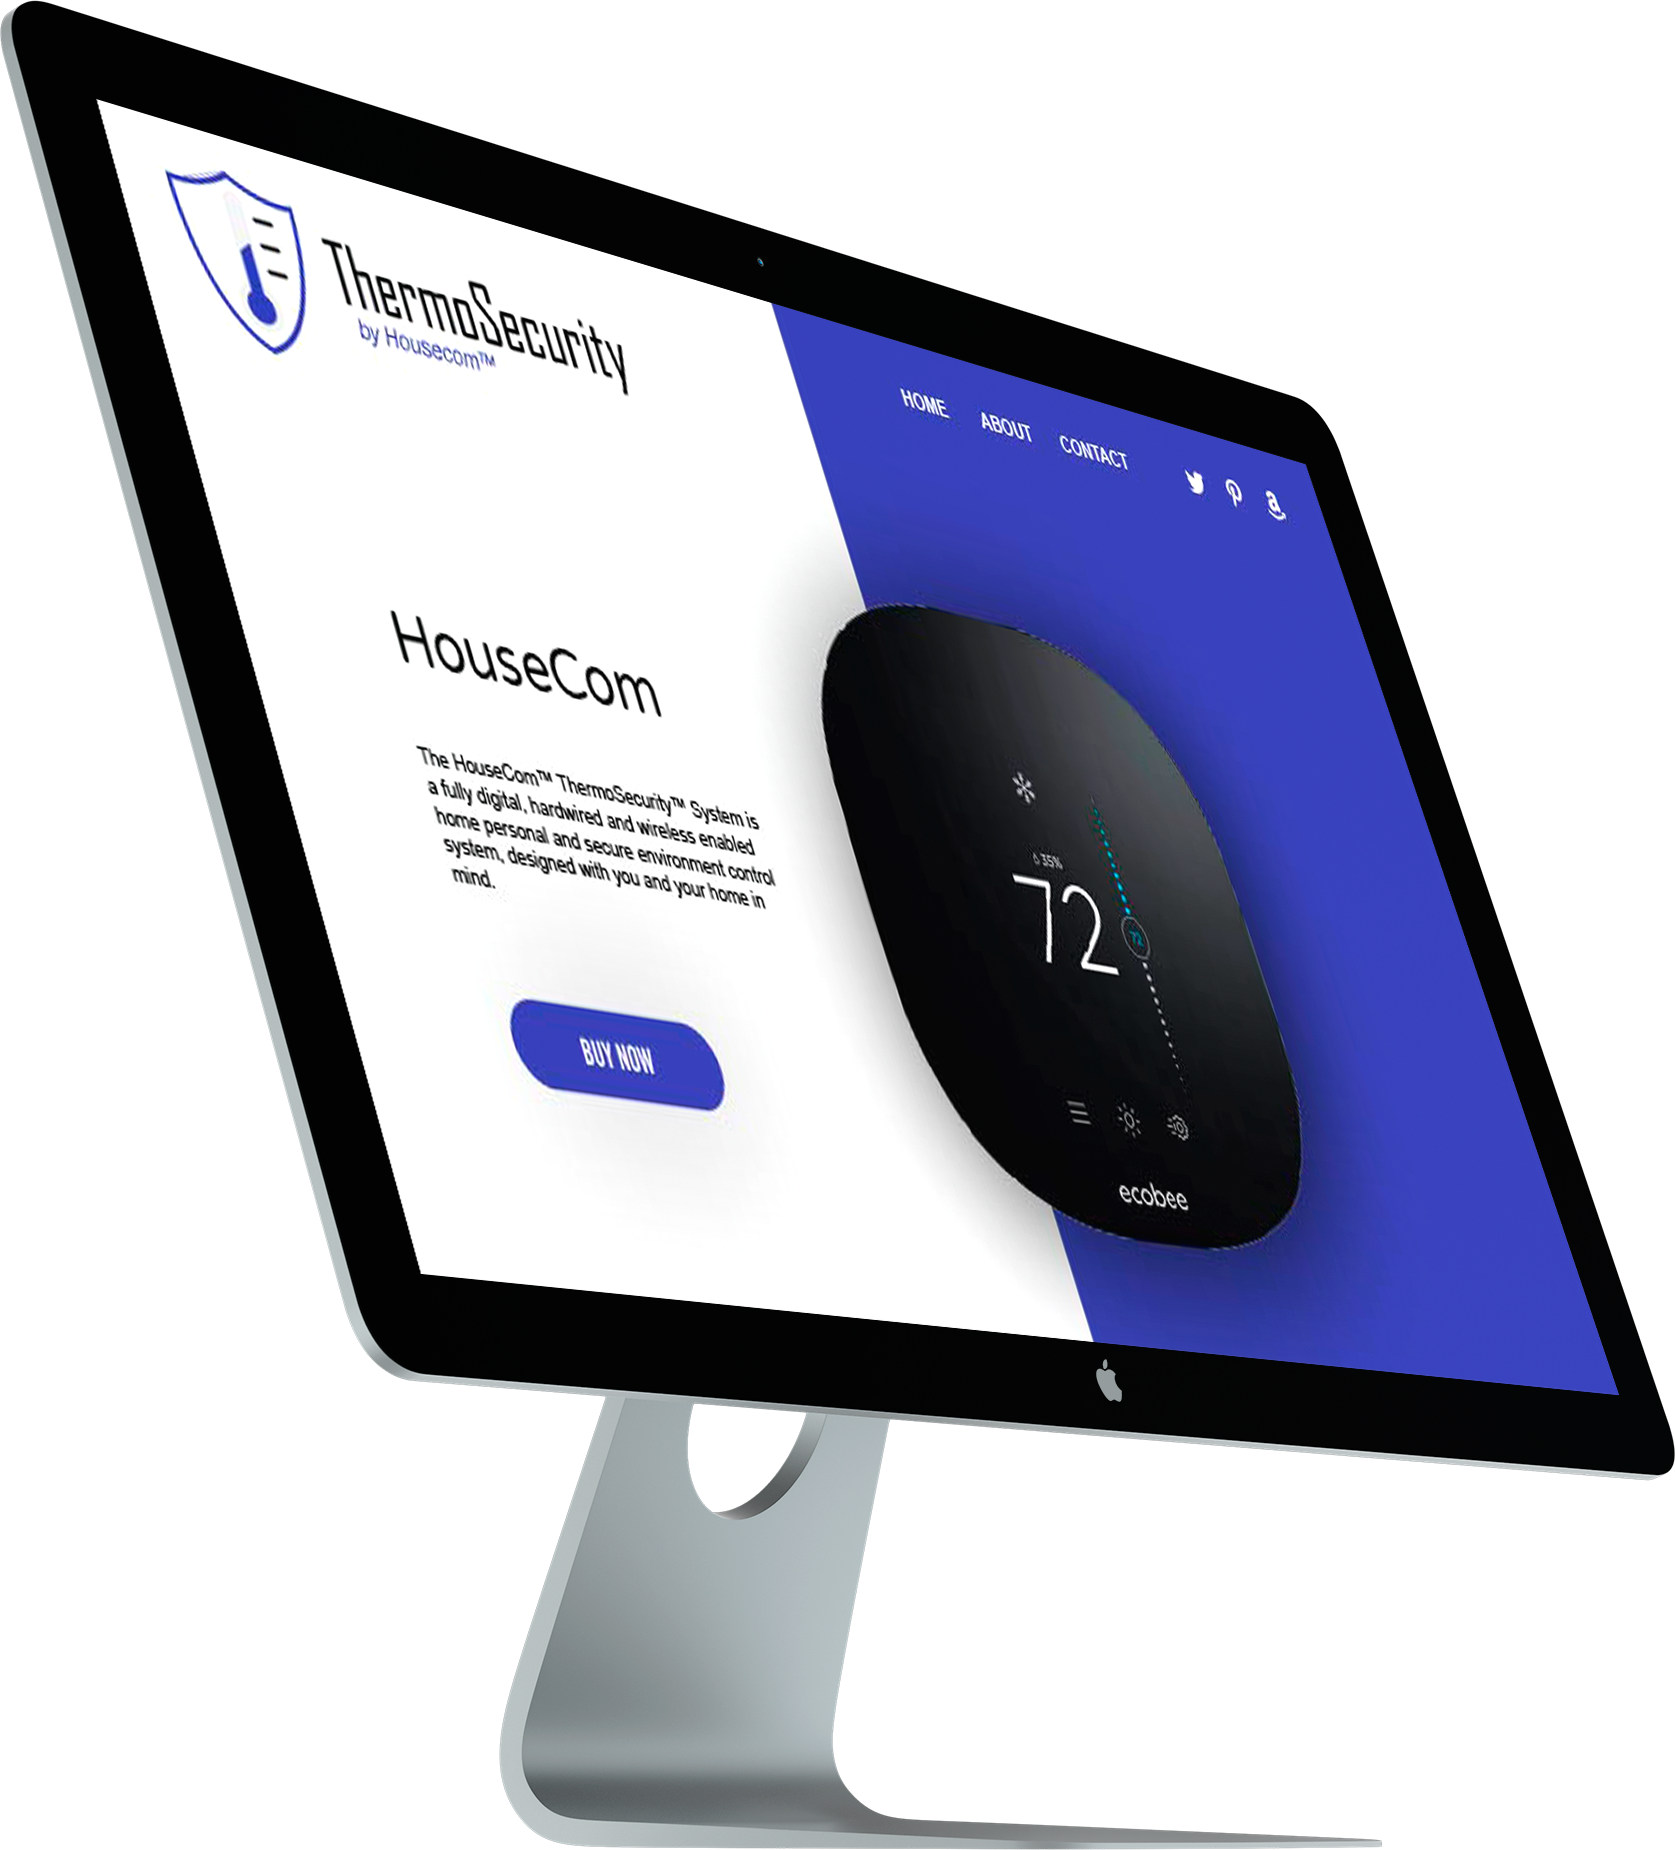 ThermoSecurity
by Housecom™
HOME ABOUT CONTACT
HouseCom
The HouseCom™ ThermoSecurity™ System is
a fully digital, hardwired and wireless enabled
home personal and secure environment control
system, designed with you and your home in
mind.
BUY NOW
35%
72
72
ecobee